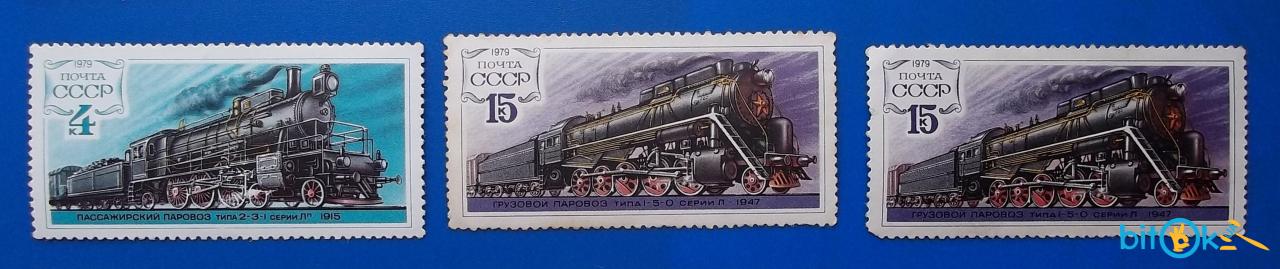 1979
ПОЧТА
СССР
4
к
ПАССАЖИРСКИЙ ПАРОВОЗ ТИПА 2-3-1 СЕРИИ Лп 1915
1979
ПОЧТА
СССР
15
к
ГРУЗОВОЙ ПАРОВОЗ ТИПА 1-5-0 СЕРИИ Л - 1947
1979
ПОЧТА
СССР
15
к
ГРУЗОВОЙ ПАРОВОЗ ТИПА 1-5-0 СЕРИИ Л - 1947
bitOk